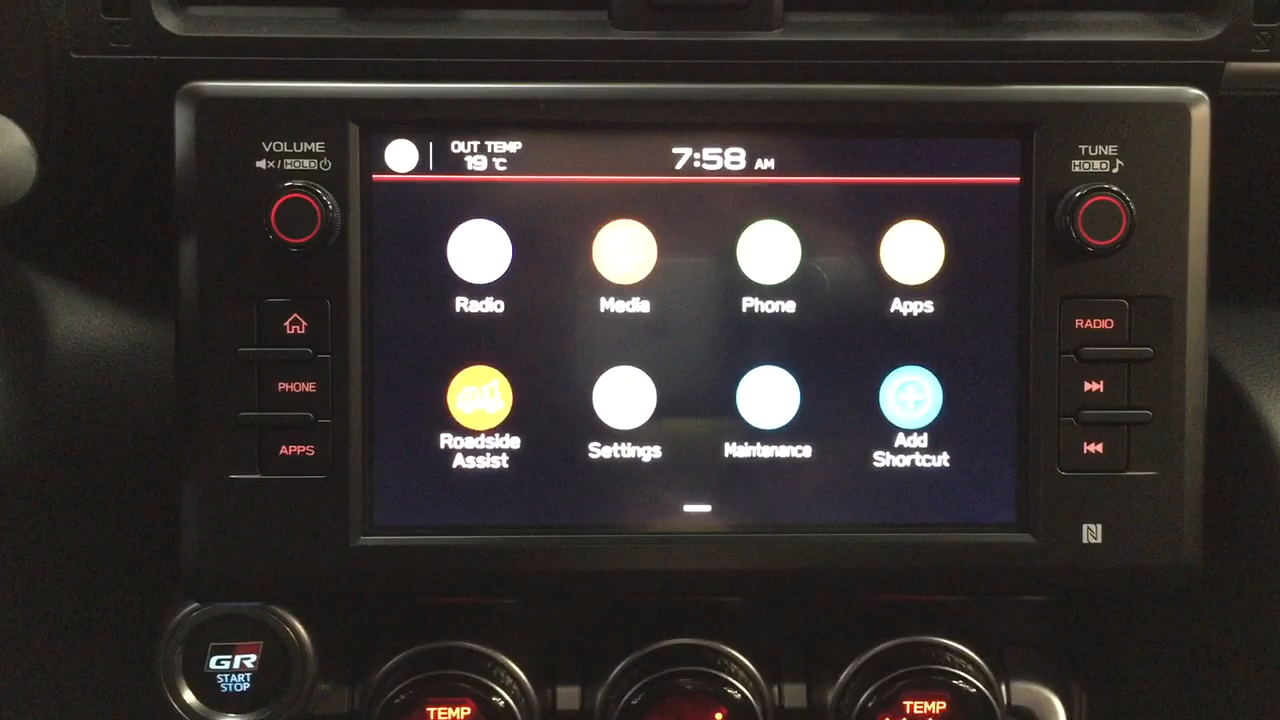 VOLUME
/ HOLD
OUT TEMP
19 °C
7:58 AM
TUNE
HOLD
Radio
Media
Phone
Apps
PHONE
APPS
RADIO
Roadside
Assist
Settings
Maintenance
Add
Shortcut
GR
START
STOP
TEMP
TEMP